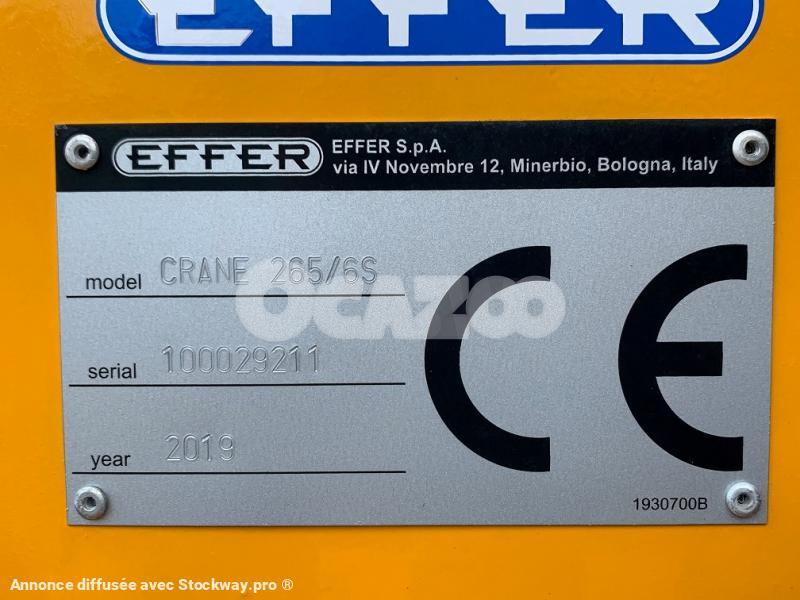 EFFER
EFFER
EFFER S.p.A.
via IV Novembre 12, Minerbio, Bologna, Italy
model CRANE 265/6S
OCAZOO
serial 100029211
year 2019
CE
1930700B
Annonce diffusée avec Stockway.pro ®